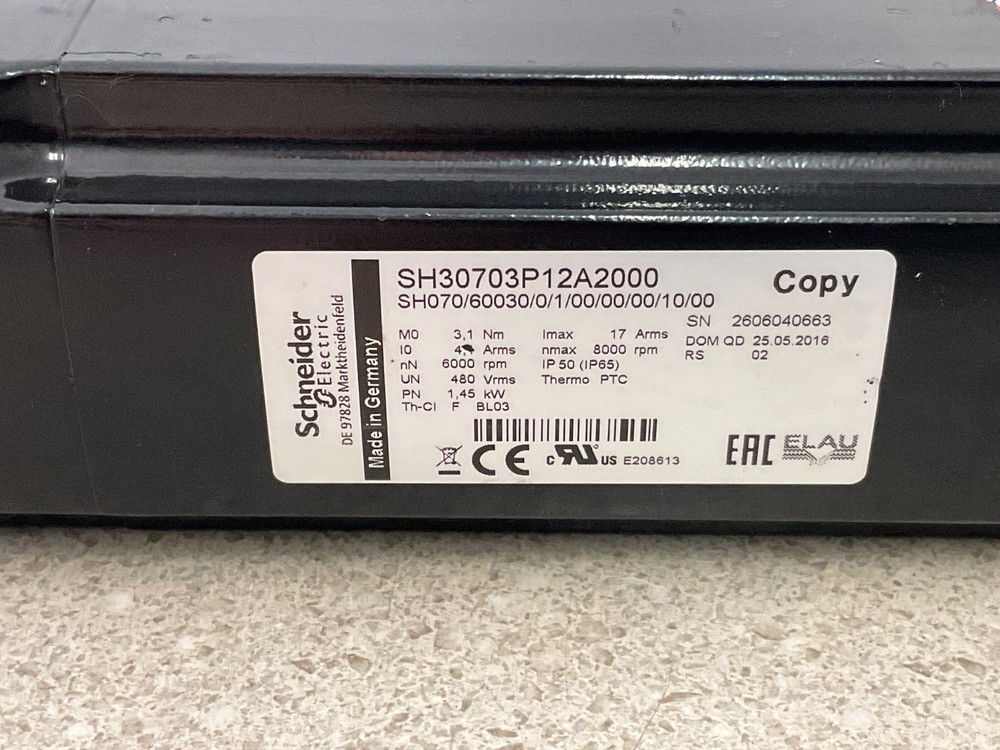 Schneider
Electric
DE 97828 Marktheidenfeld
Made in Germany
SH30703P12A2000
Copy
SH070/60030/0/1/00/00/00/10/00
SN 2606040663
DOM QD 25.05.2016
RS 02
M0 3,1 Nm Imax 17 Arms
I0 Arms nmax 8000 rpm
nN 6000 rpm IP 50 (IP65)
UN 480 Vrms Thermo PTC
PN 1,45 kW
Th-Cl F BL03
CE
c RU US E208613
EAC
ELAU